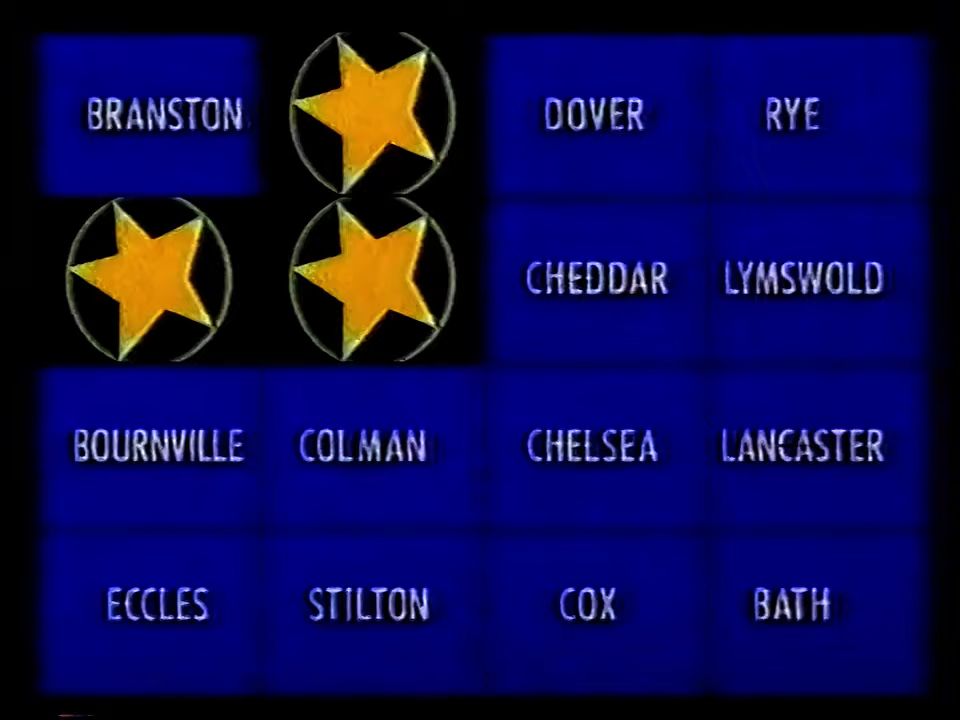 BRANSTON DOVER RYE
CHEDDAR LYMSWOLD
BOURNVILLE COLMAN CHELSEA LANCASTER
ECCLES STILTON COX BATH